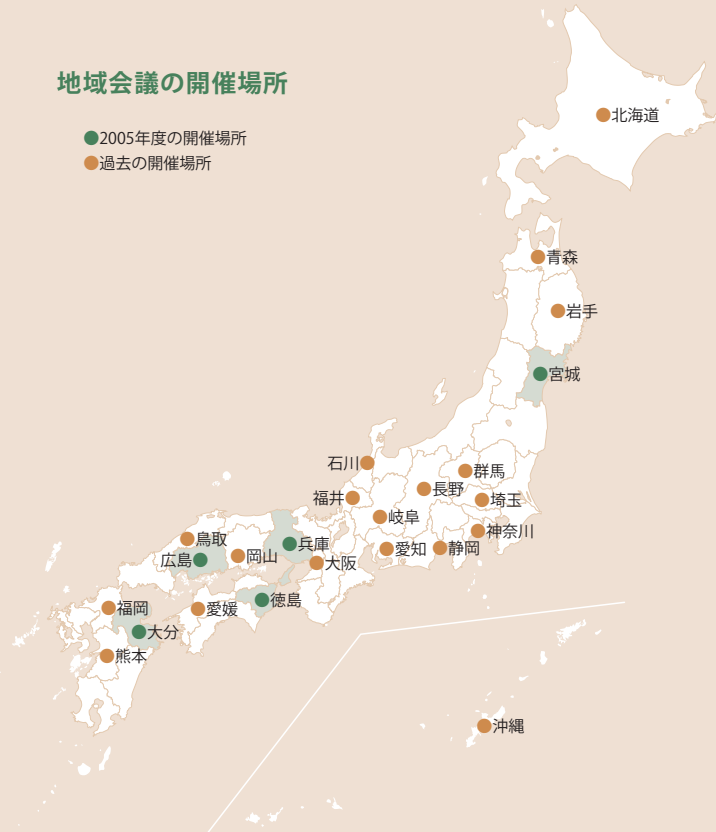 地域会議の開催場所
2005年度の開催場所
過去の開催場所
北海道
青森
岩手
宮城
石川
群馬
長野
福井
埼玉
岐阜
神奈川
鳥取
兵庫
愛知
静岡
広島
岡山
大阪
徳島
福岡
愛媛
大分
熊本
沖縄